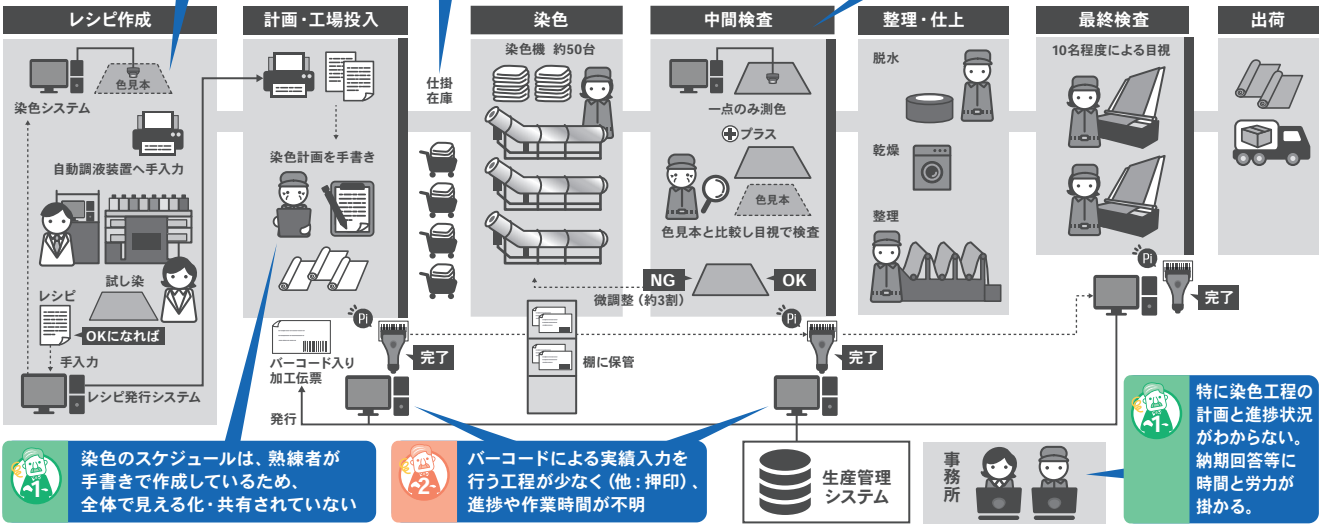 レシピ作成
計画・工場投入
染色
中間検査
整理・仕上
最終検査
出荷
色見本
染色システム
自動調液装置へ手入力
試し染
レシピ
OKになれば
手入力
レシピ発行システム
染色計画を手書き
Pi
完了
バーコード入り
加工伝票
発行
仕掛
在庫
染色機 約50台
微調整（約3割）
棚に保管
一点のみ測色
プラス
色見本
色見本と比較し目視で検査
NG
OK
Pi
完了
脱水
乾燥
整理
10名程度による目視
Pi
完了
1
染色のスケジュールは、熟練者が
手書きで作成しているため、
全体で見える化・共有されていない
2
バーコードによる実績入力を
行う工程が少なく（他：押印）、
進捗や作業時間が不明
生産管理
システム
事務所
1
特に染色工程の
計画と進捗状況
がわからない。
納期回答等に
時間と労力が
掛かる。